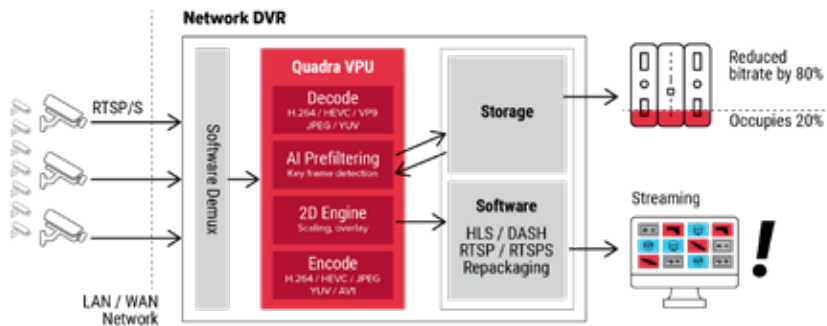 Network DVR
RTSP/S
LAN / WAN
Network
Software Demux
Quadra VPU
Decode
H.264 / HEVC / VP9
JPEG / YUV
AI Prefiltering
Key frame detection
2D Engine
Scaling, overlay
Encode
H.264 / HEVC / JPEG
YUV / AV1
Storage
Software
HLS / DASH
RTSP / RTSPS
Repackaging
Reduced
bitrate by 80%
Occupies 20%
Streaming
!